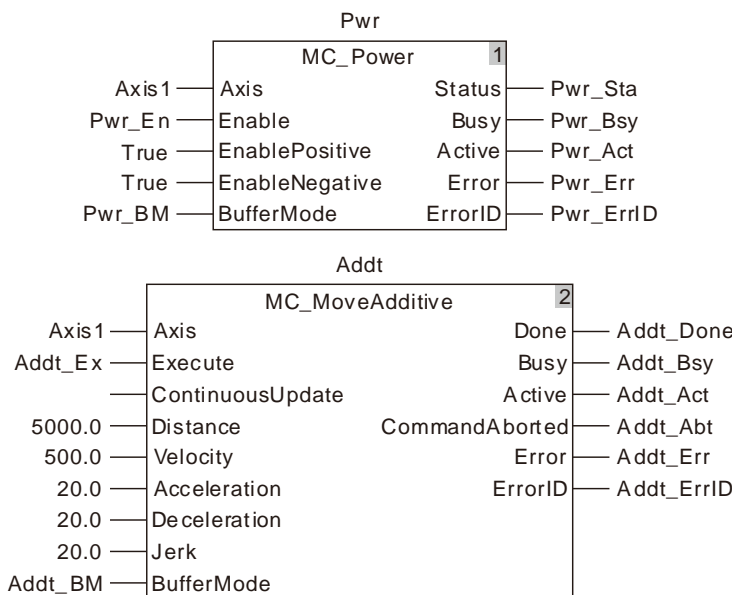 Pwr
MC_Power 1
Axis1 Axis Status Pwr_Sta
Pwr_En Enable Busy Pwr_Bsy
True EnablePositive Active Pwr_Act
True EnableNegative Error Pwr_Err
Pwr_BM BufferMode ErrorID Pwr_ErrID
Addt
MC_MoveAdditive 2
Axis1 Axis Done Addt_Done
Addt_Ex Execute Busy Addt_Bsy
ContinuousUpdate Active Addt_Act
5000.0 Distance CommandAborted Addt_Abt
500.0 Velocity Error Addt_Err
20.0 Acceleration ErrorID Addt_ErrID
20.0 Deceleration
20.0 Jerk
Addt_BM BufferMode